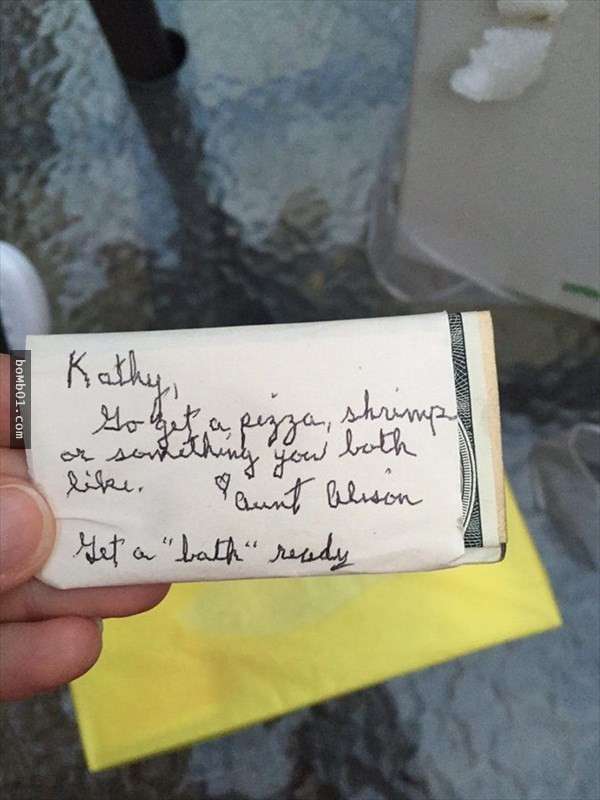 Kathy,
Go get a pizza, shrimp
or something you both
like. ♡ Aunt Alison
Get a "bath" ready
bomb01.com